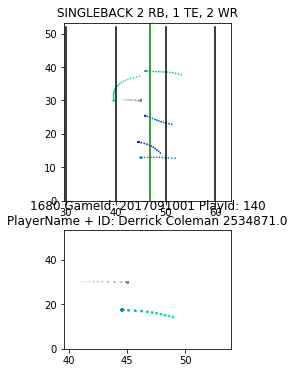 SINGLEBACK 2 RB, 1 TE, 2 WR
50
40
30
20
10
0
30 40 50 60
1680 GameId: 2017091001 PlayId: 140
PlayerName + ID: Derrick Coleman 2534871.0
40
20
0
40 45 50